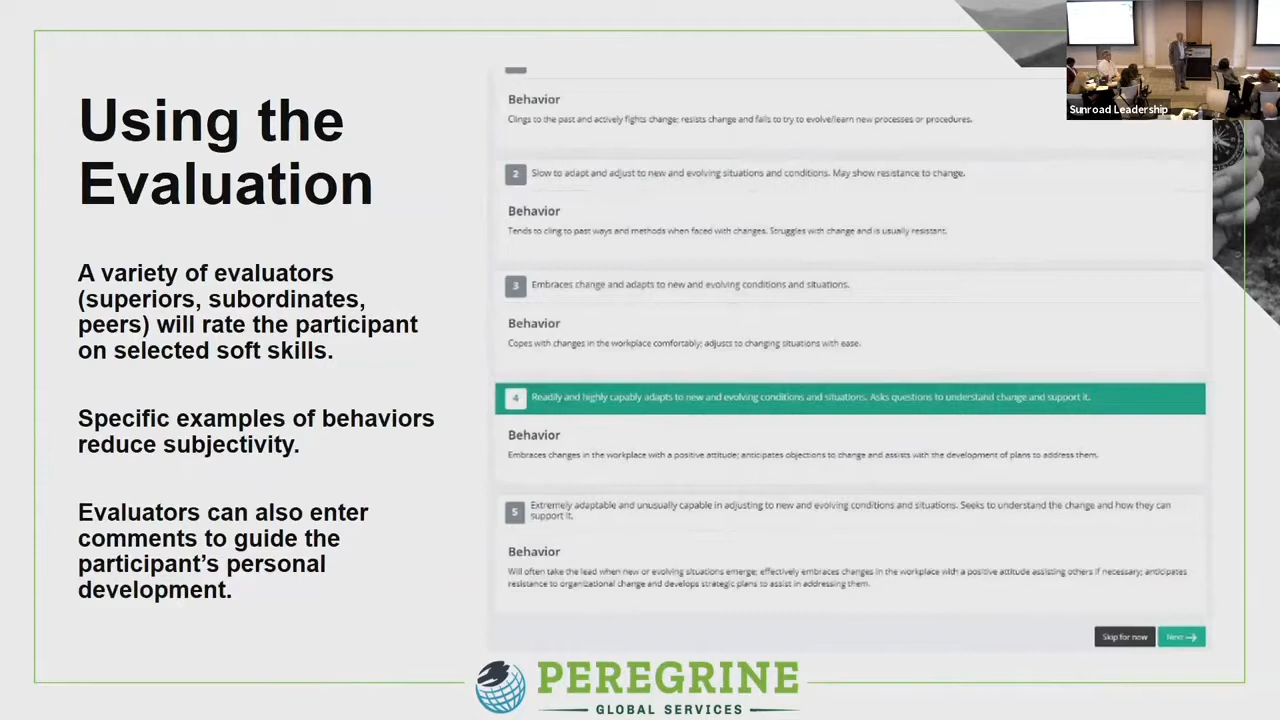 Using the
Evaluation
A variety of evaluators
(superiors, subordinates,
peers) will rate the participant
on selected soft skills.
Specific examples of behaviors
reduce subjectivity.
Evaluators can also enter
comments to guide the
participant’s personal
development.
Behavior
Clings to the past and actively fights change; resists change and fails to try to evolve/learn new processes or procedures.
2 Slow to adapt and adjust to new and evolving situations and conditions. May show resistance to change.
Behavior
Tends to cling to past ways and methods when faced with changes. Struggles with change and is usually resistant.
3 Embraces change and adapts to new and evolving conditions and situations.
Behavior
Copes with changes in the workplace comfortably; adjusts to changing situations with ease.
4 Readily and highly capably adapts to new and evolving conditions and situations. Asks questions to understand change and support it.
Behavior
Embraces changes in the workplace with a positive attitude; anticipates objections to change and assists with the development of plans to address them.
5 Extremely adaptable and unusually capable in adjusting to new and evolving conditions and situations. Seeks to understand the change and how they can
support it.
Behavior
Will often take the lead when new or evolving situations emerge; effectively embraces changes in the workplace with a positive attitude assisting others if necessary; anticipates
resistance to organizational change and develops strategic plans to assist in addressing them.
Skip for now
Next →
Sunroad Leadership
PEREGRINE
GLOBAL SERVICES